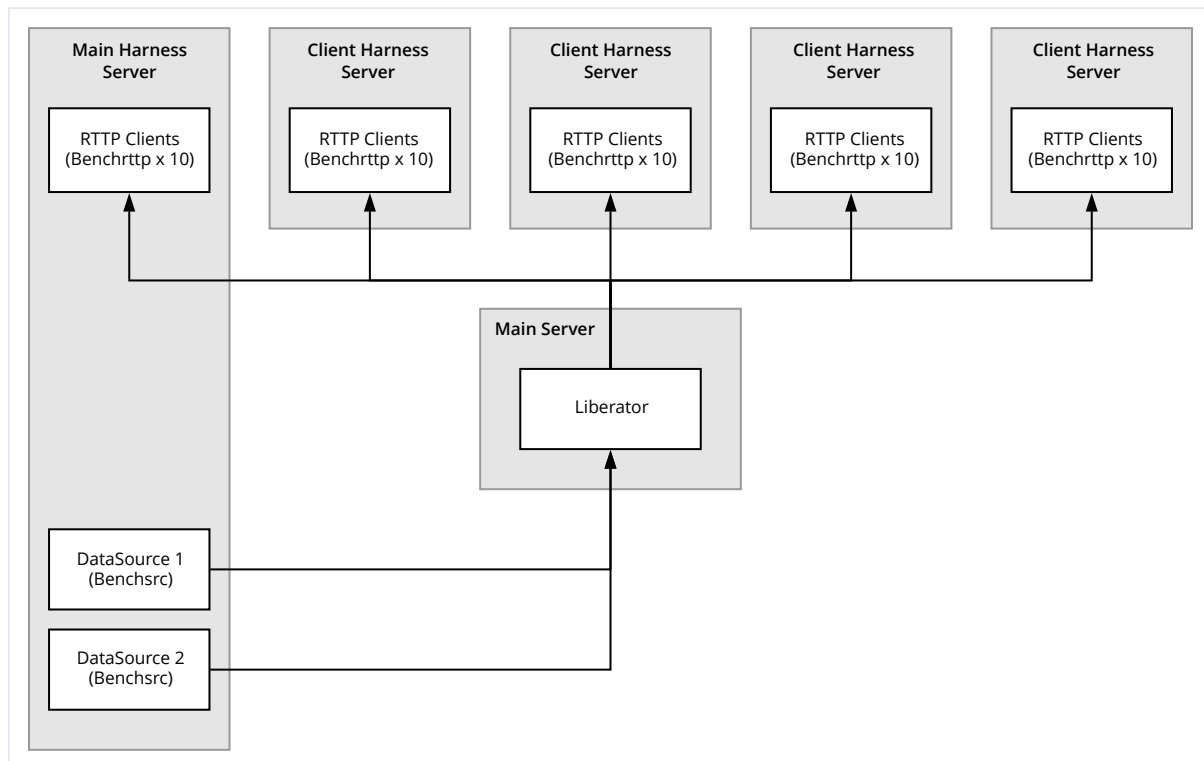 Main Harness
Server
RTTP Clients
(Benchrttp x 10)
Client Harness
Server
RTTP Clients
(Benchrttp x 10)
Client Harness
Server
RTTP Clients
(Benchrttp x 10)
Client Harness
Server
RTTP Clients
(Benchrttp x 10)
Client Harness
Server
RTTP Clients
(Benchrttp x 10)
Main Server
Liberator
DataSource 1
(Benchsrc)
DataSource 2
(Benchsrc)